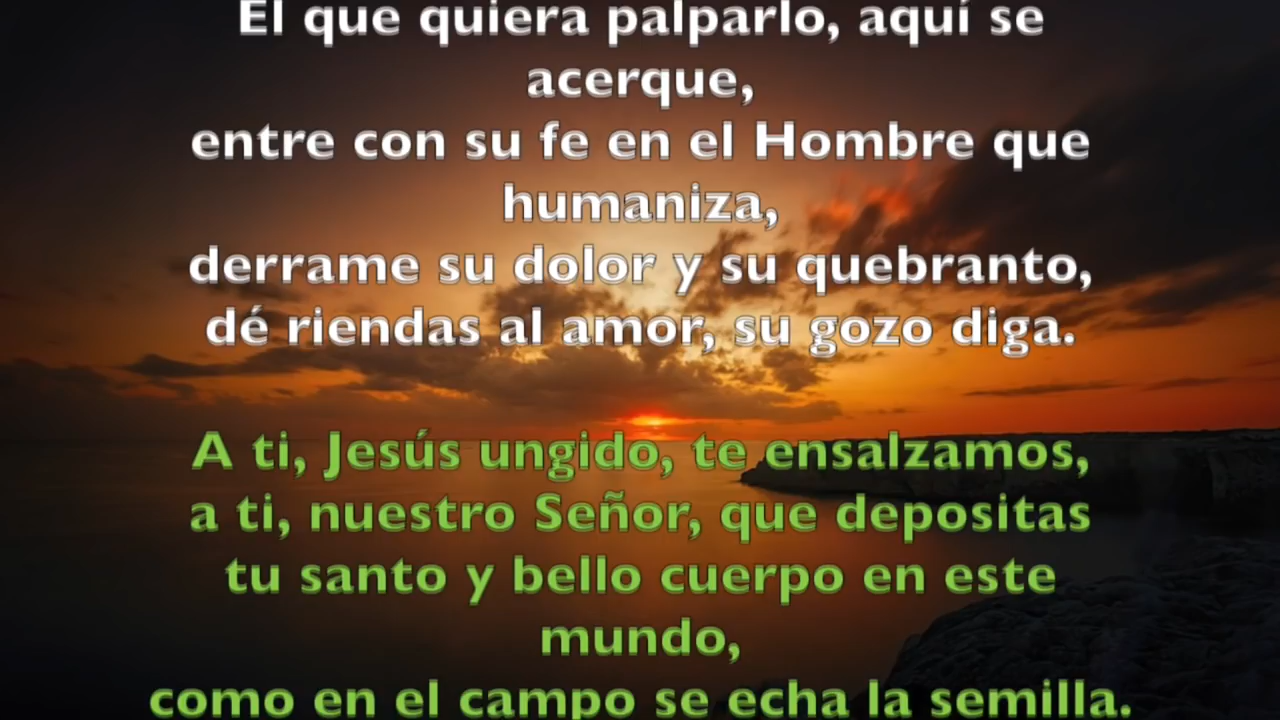 El que quiera palparlo, aquí se
acerque,
entre con su fe en el Hombre que
humaniza,
derrame su dolor y su quebranto,
dé riendas al amor, su gozo diga.
A ti, Jesús ungido, te ensalzamos,
a ti, nuestro Señor, que depositas
tu santo y bello cuerpo en este
mundo,
como en el campo se echa la semilla.